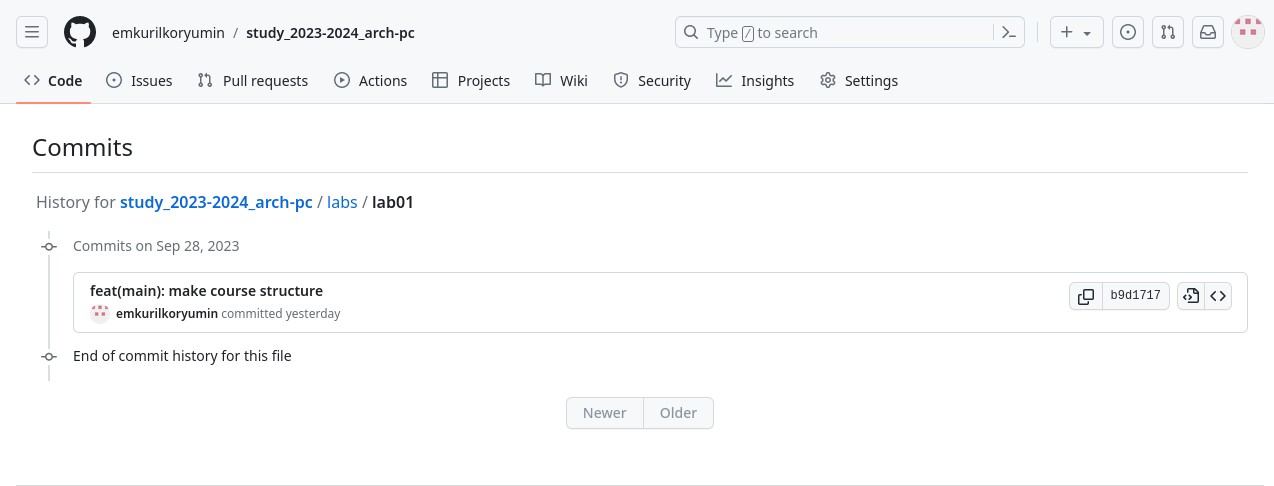 emkurilkoryumin / study_2023-2024_arch-pc
Type / to search
Code Issues Pull requests Actions Projects Wiki Security Insights Settings
Commits
History for study_2023-2024_arch-pc / labs / lab01
Commits on Sep 28, 2023
feat(main): make course structure
b9d1717
emkurilkoryumin committed yesterday
End of commit history for this file
Newer Older